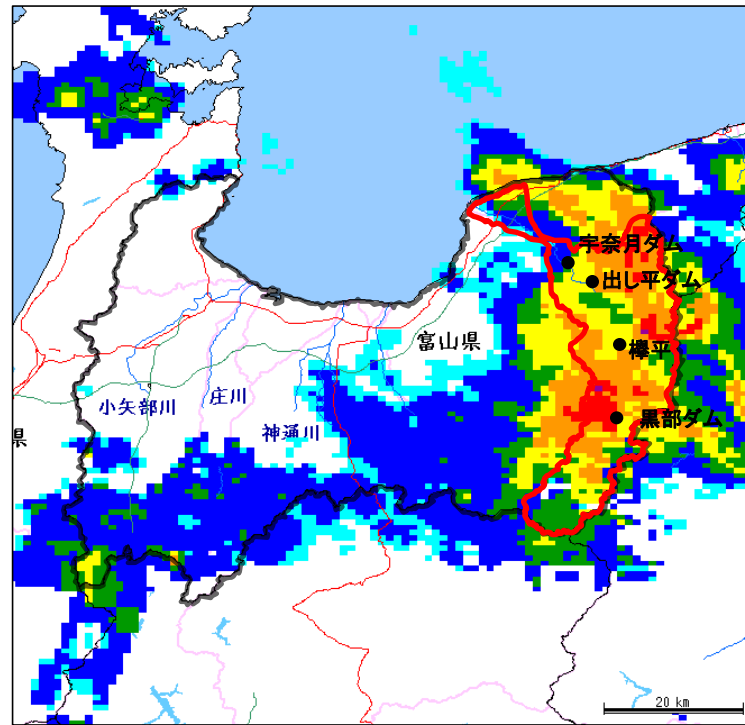 宇奈月ダム
出し平ダム
富山県
欅平
小矢部川
庄川
黒部ダム
神通川
県
20 km